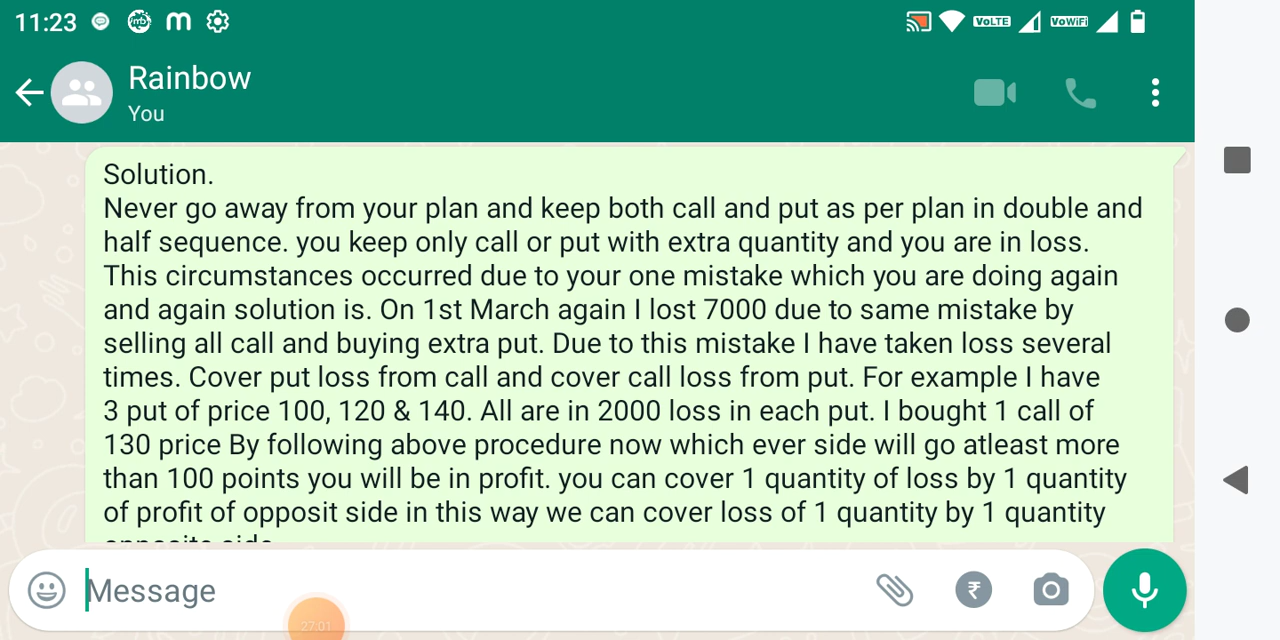 11:23
VoLTE
VoWiFi
Rainbow
You
Solution.
Never go away from your plan and keep both call and put as per plan in double and
half sequence. you keep only call or put with extra quantity and you are in loss.
This circumstances occurred due to your one mistake which you are doing again
and again solution is. On 1st March again I lost 7000 due to same mistake by
selling all call and buying extra put. Due to this mistake I have taken loss several
times. Cover put loss from call and cover call loss from put. For example I have
3 put of price 100, 120 & 140. All are in 2000 loss in each put. I bought 1 call of
130 price By following above procedure now which ever side will go atleast more
than 100 points you will be in profit. you can cover 1 quantity of loss by 1 quantity
of profit of opposit side in this way we can cover loss of 1 quantity by 1 quantity
Message
₹
27:01